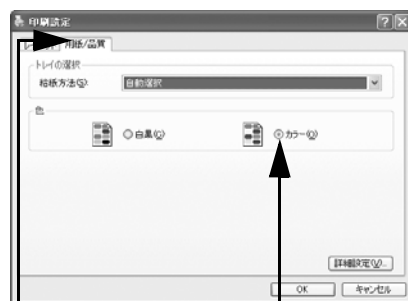 印刷設定
用紙/品質
トレイの選択
給紙方法(S):
自動選択
色
白黒(Q)
カラー(O)
詳細設定(V)...
OK
キャンセル